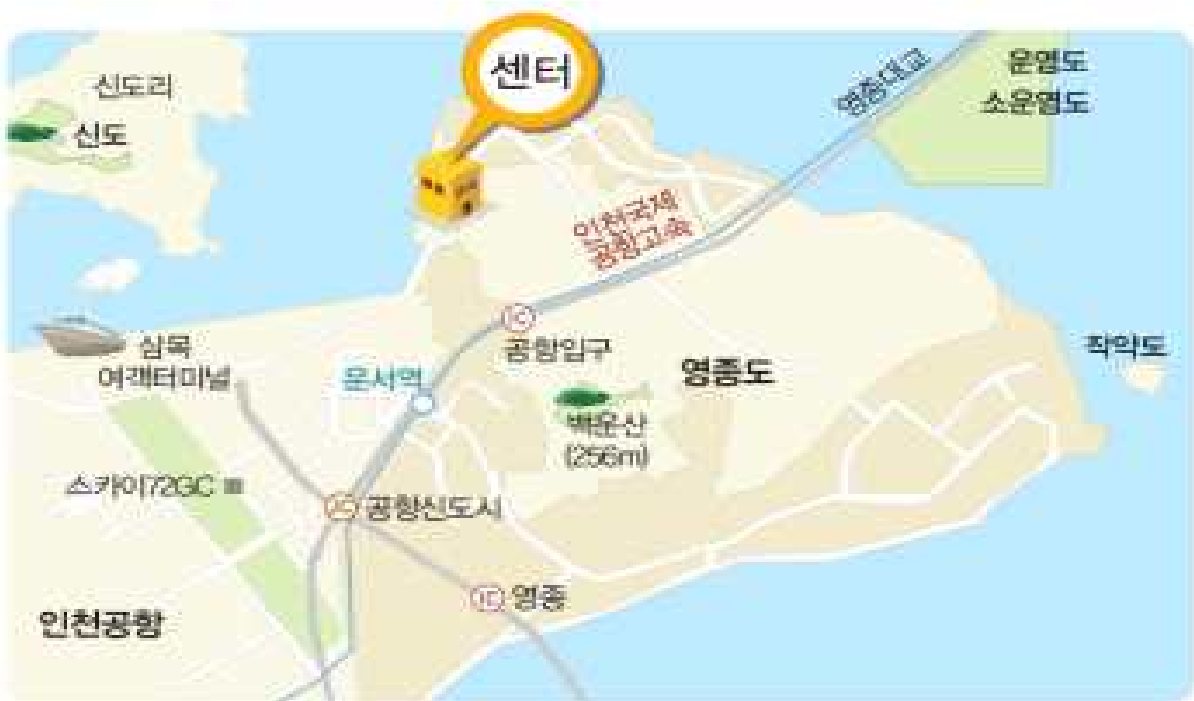 센터
신도리
신도
영종대교
운염도
소운염도
인천국제
공항고속
IC
공항입구
삼목
여객터미널
운서역
영종도
작약도
백운산
(256m)
스카이72GC
공항신도시
IC
영종
인천공항